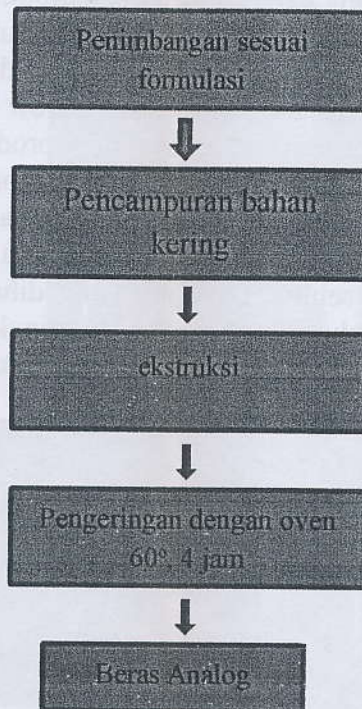 Penimbangan sesuai
formulasi
Pencampuran bahan
kering
ekstruksi
Pengeringan dengan oven
60°, 4 jam
Beras Analog